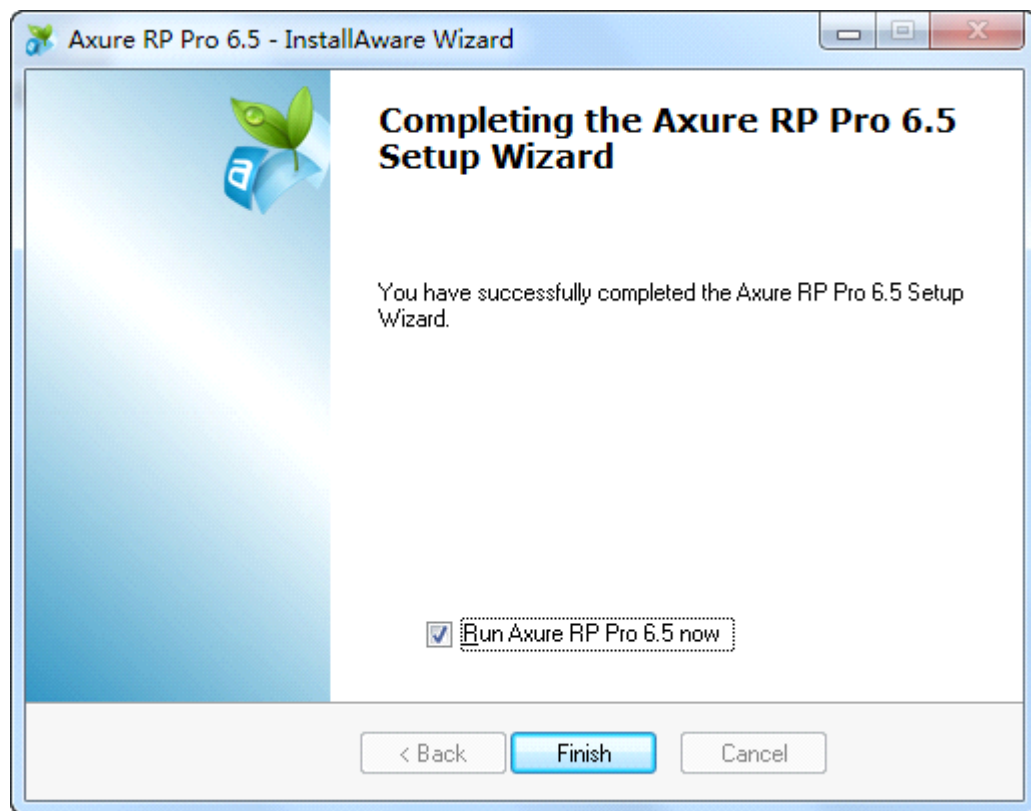 Axure RP Pro 6.5 - InstallAware Wizard
a
Completing the Axure RP Pro 6.5
Setup Wizard
You have successfully completed the Axure RP Pro 6.5 Setup
Wizard.
Run Axure RP Pro 6.5 now
< Back
Finish
Cancel